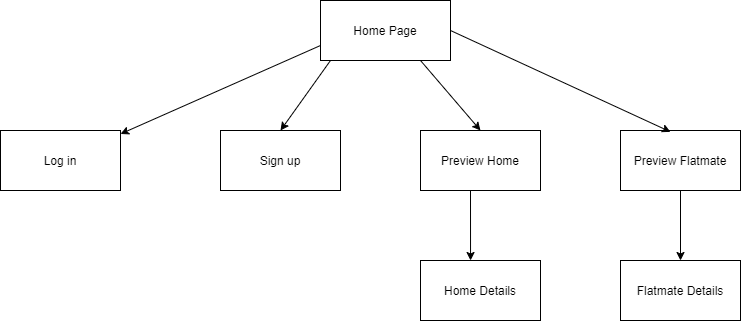 Home Page
Log in
Sign up
Preview Home
Preview Flatmate
Home Details
Flatmate Details